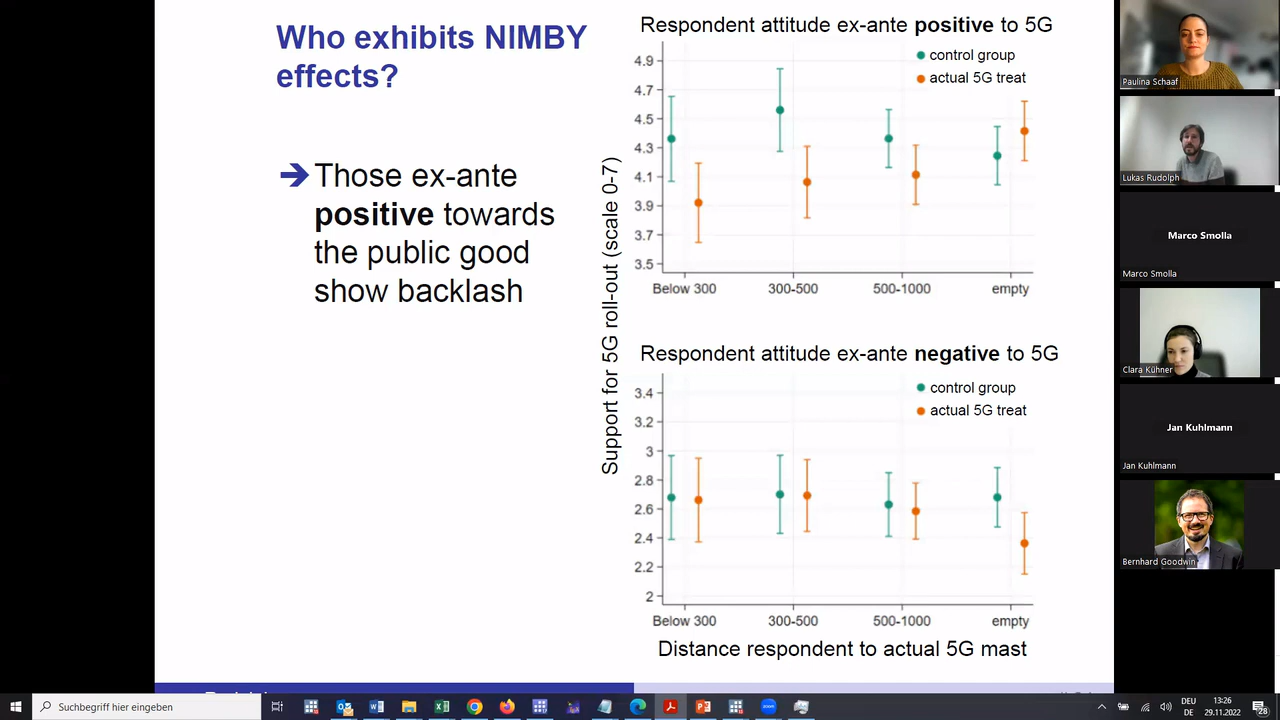 Who exhibits NIMBY
effects?
Those ex-ante
positive towards
the public good
show backlash
Support for 5G roll-out (scale 0-7)
Respondent attitude ex-ante positive to 5G
control group
actual 5G treat
4.9
4.7
4.5
4.3
4.1
3.9
3.7
3.5
Below 300
300-500
500-1000
empty
Respondent attitude ex-ante negative to 5G
control group
actual 5G treat
3.4
3.2
3
2.8
2.6
2.4
2.2
2
Below 300
300-500
500-1000
empty
Distance respondent to actual 5G mast
Paulina Schaaf
Lukas Rudolph
Marco Smolla
Marco Smolla
Clara Kühner
Jan Kuhlmann
Jan Kuhlmann
Bernhard Goodwin
Suchbegriff hier eingeben
DEU
DE
13:26
29.11.2022
28